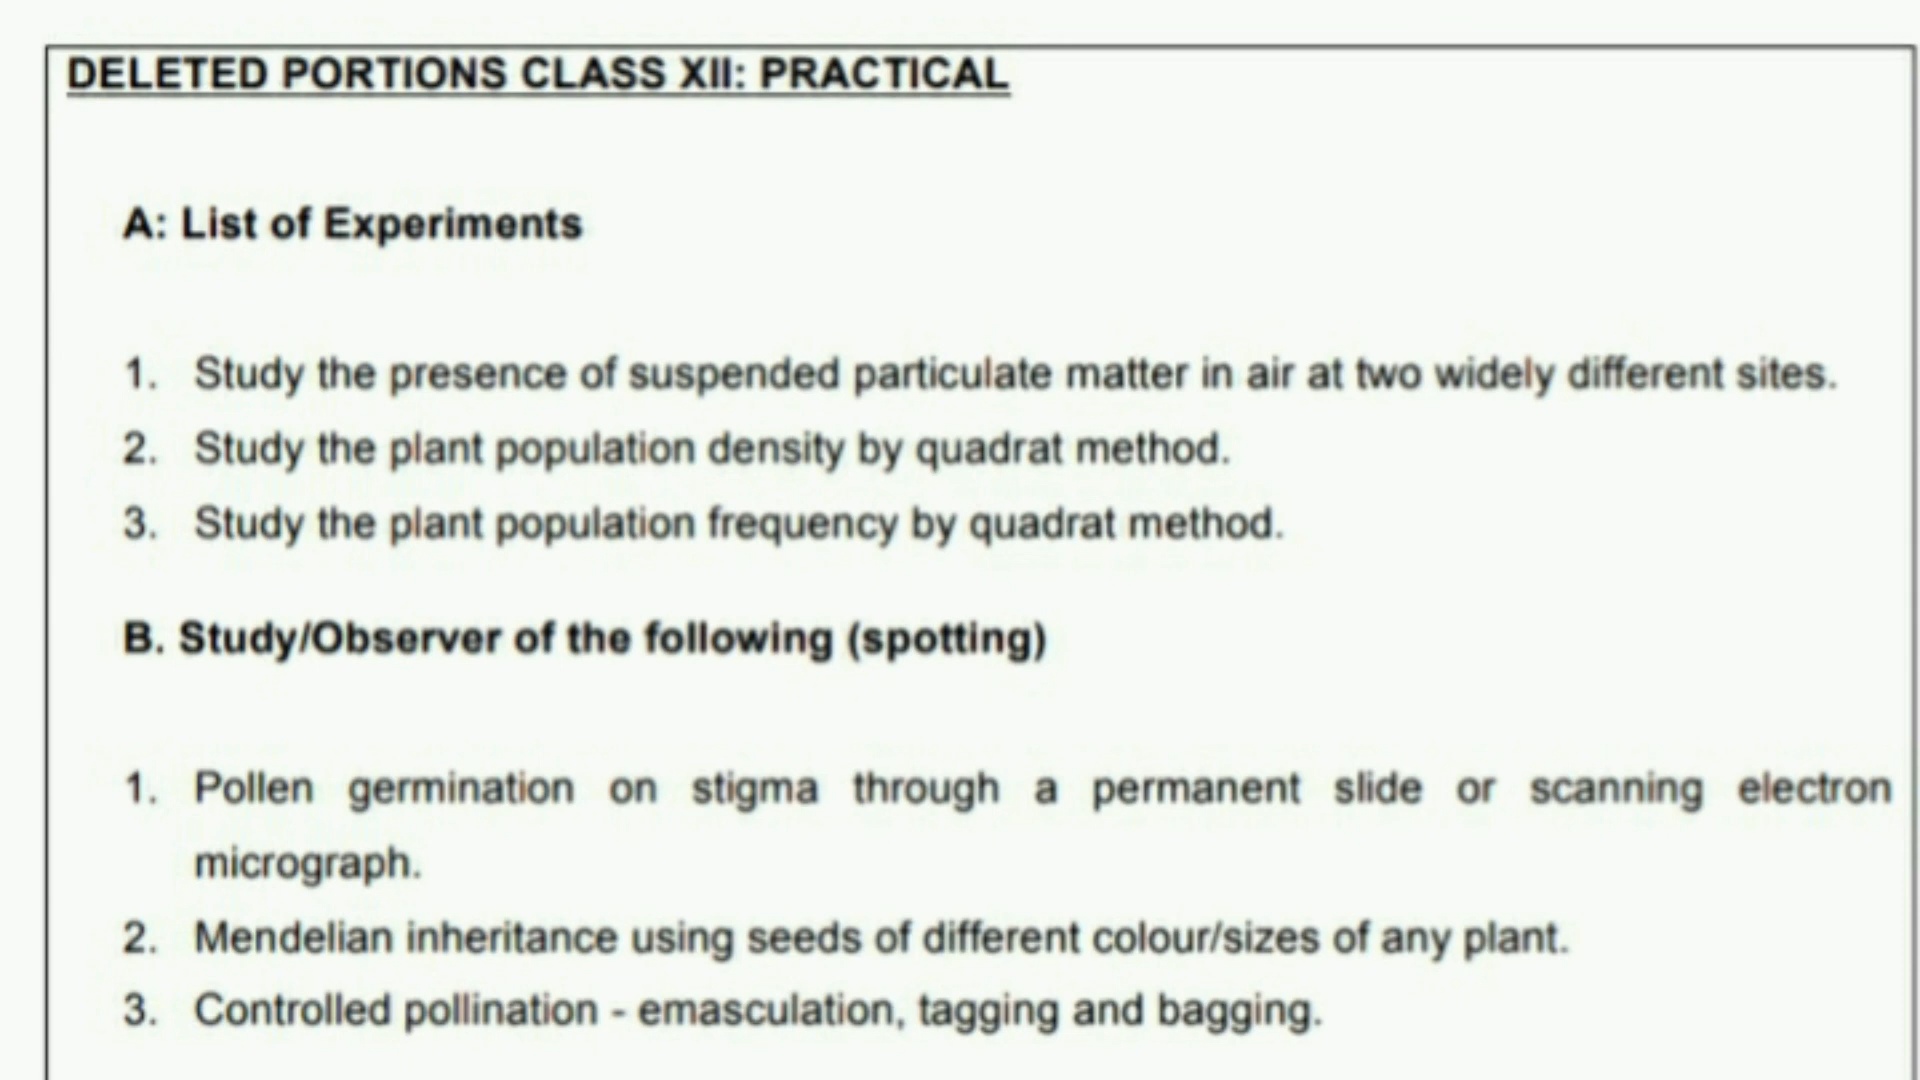 DELETED PORTIONS CLASS XII: PRACTICAL
A: List of Experiments
1. Study the presence of suspended particulate matter in air at two widely different sites.
2. Study the plant population density by quadrat method.
3. Study the plant population frequency by quadrat method.
B. Study/Observer of the following (spotting)
1. Pollen germination on stigma through a permanent slide or scanning electron
micrograph.
2. Mendelian inheritance using seeds of different colour/sizes of any plant.
3. Controlled pollination - emasculation, tagging and bagging.